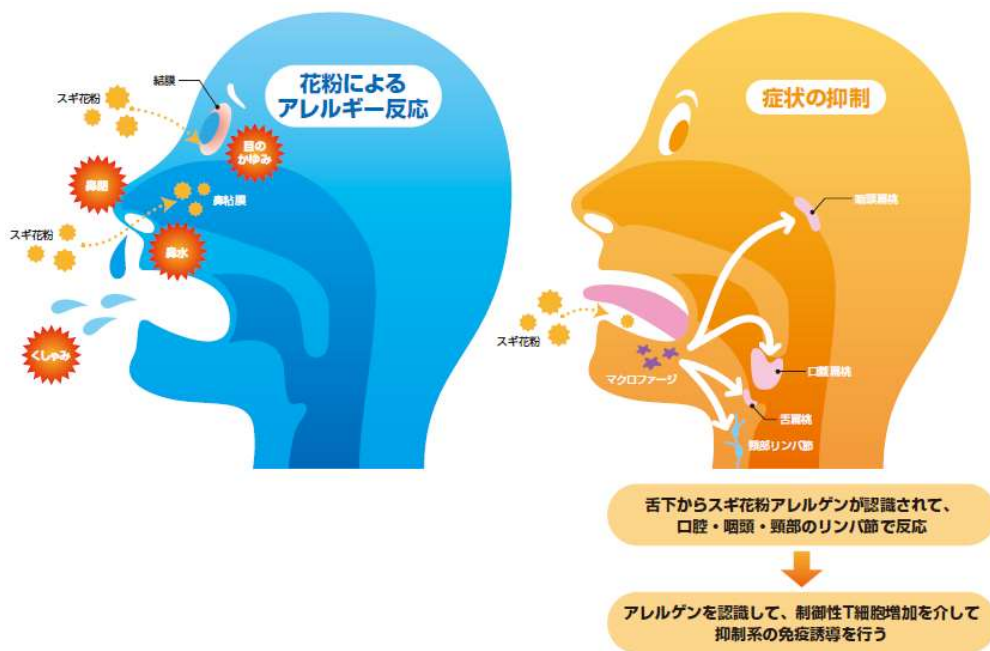 花粉による
アレルギー反応
結膜
スギ花粉
目の
かゆみ
鼻閉
鼻粘膜
スギ花粉
鼻水
くしゃみ
症状の抑制
咽頭扁桃
スギ花粉
マクロファージ
口蓋扁桃
舌扁桃
頸部リンパ節
舌下からスギ花粉アレルゲンが認識されて、
口腔・咽頭・頸部のリンパ節で反応
アレルゲンを認識して、制御性T細胞増加を介して
抑制系の免疫誘導を行う